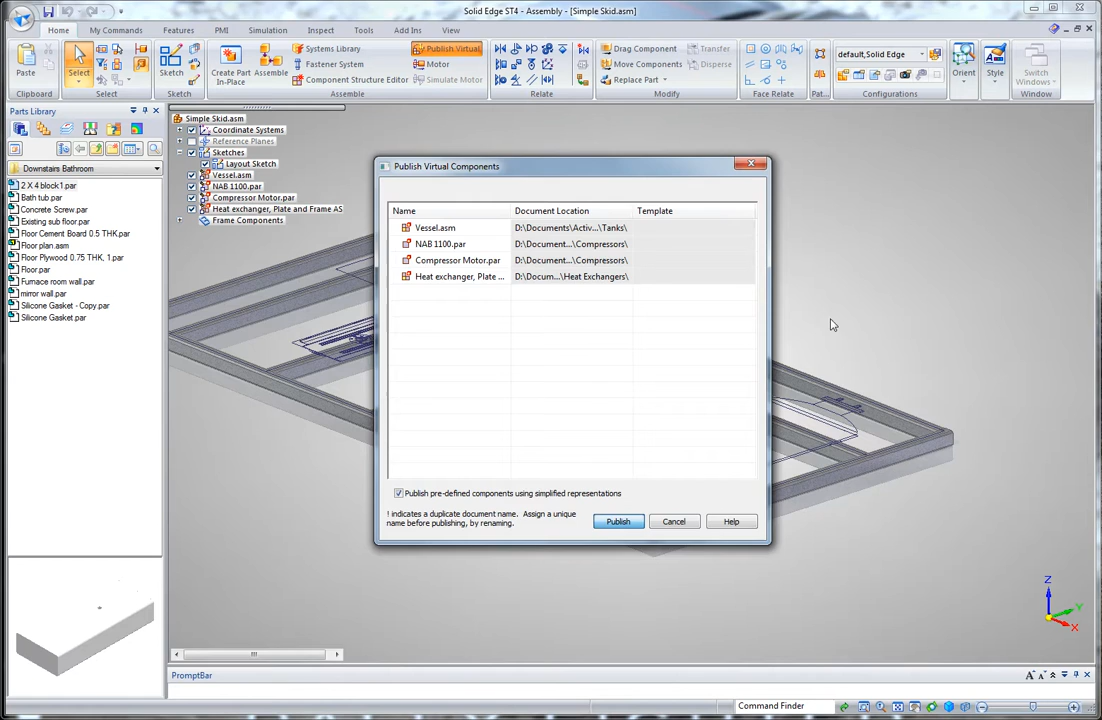 Solid Edge ST4 - Assembly - [Simple Skid.asm]
Home My Commands Features PMI Simulation Inspect Tools Add Ins View
Paste
Clipboard
Select
Select
Sketch
Sketch
Create Part In-Place
Assemble
Systems Library
Fastener System
Component Structure Editor
Publish Virtual
Motor
Simulate Motor
Assemble
Relate
Drag Component
Move Components
Replace Part
Transfer
Disperse
Modify
Face Relate
Pat...
default,Solid Edge
Configurations
Orient
Style
Switch Windows
Window
Parts Library
Downstairs Bathroom
2 X 4 block1.par
Bath tub.par
Concrete Screw.par
Existing sub floor.par
Floor Cement Board 0.5 THK.par
Floor plan.asm
Floor Plywood 0.75 THK, 1.par
Floor.par
Furnace room wall.par
mirror wall.par
Silicone Gasket - Copy.par
Silicone Gasket.par
Simple Skid.asm
Coordinate Systems
Reference Planes
Sketches
Layout Sketch
Vessel.asm
NAB 1100.par
Compressor Motor.par
Heat exchanger, Plate and Frame AS
Frame Components
Publish Virtual Components
Name Document Location Template
Vessel.asm D:\Documents\Activ...\Tanks\
NAB 1100.par D:\Document...\Compressors\
Compressor Motor.par D:\Document...\Compressors\
Heat exchanger, Plate ... D:\Docum...\Heat Exchangers\
Publish pre-defined components using simplified representations
! indicates a duplicate document name. Assign a unique
name before publishing, by renaming.
Publish Cancel Help
Z
Y
X
PromptBar
Command Finder